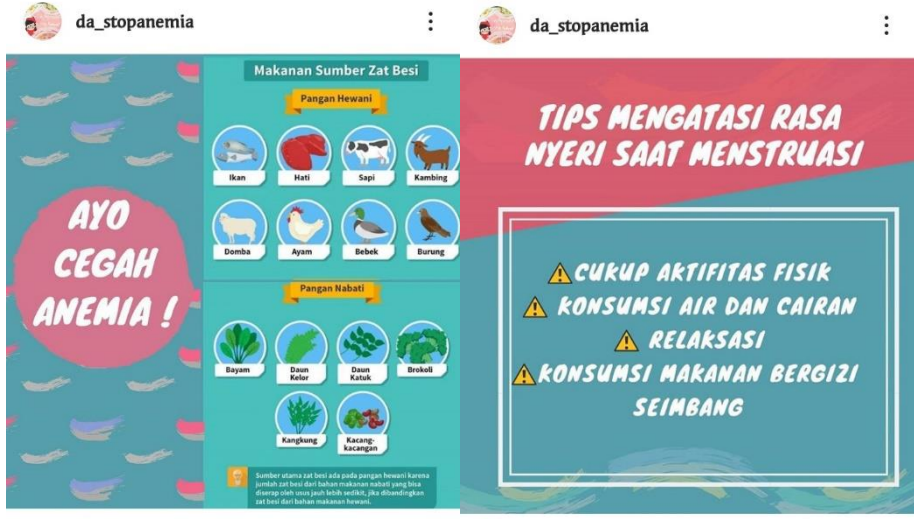 da_stopanemia
AYO
CEGAH
ANEMIA !
Makanan Sumber Zat Besi
Pangan Hewani
Ikan
Hati
Sapi
Kambing
Domba
Ayam
Bebek
Burung
Pangan Nabati
Bayam
Daun
Kelor
Daun
Katuk
Brokoli
Kangkung
Kacang-
kacangan
Sumber utama zat besi ada pada pangan hewani karena
jumlah zat besi dari bahan makanan nabati yang bisa
diserap oleh usus jauh lebih sedikit, jika dibandingkan
zat besi dari bahan makanan hewani.
da_stopanemia
TIPS MENGATASI RASA
NYERI SAAT MENSTRUASI
CUKUP AKTIFITAS FISIK
KONSUMSI AIR DAN CAIRAN
RELAKSASI
KONSUMSI MAKANAN BERGIZI
SEIMBANG